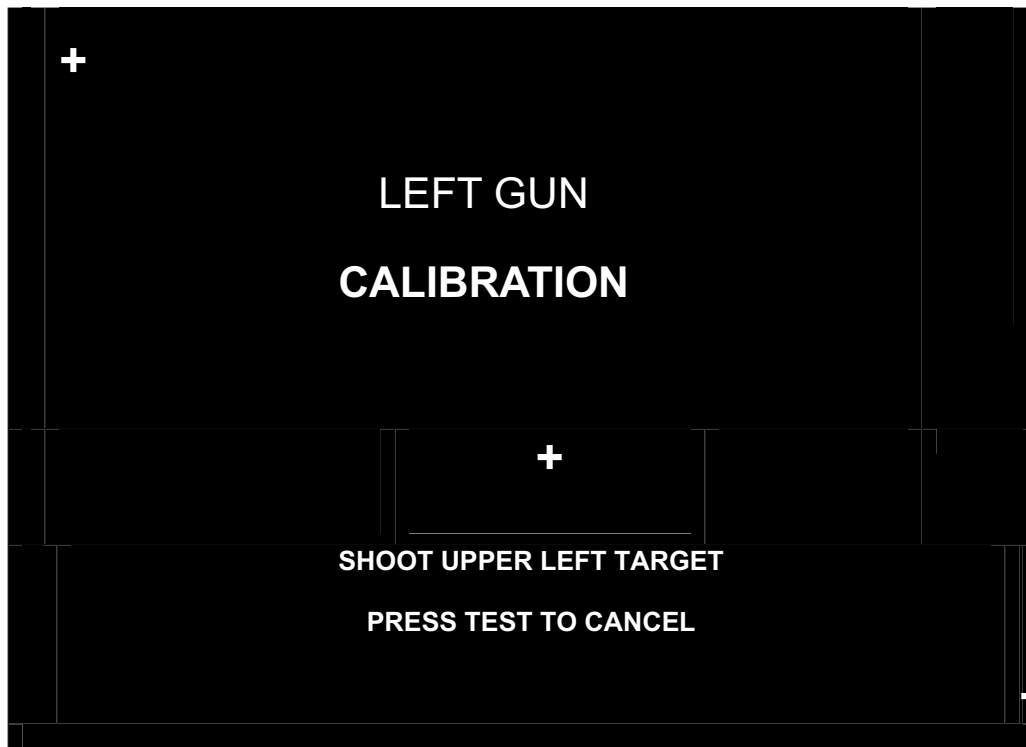 +
LEFT GUN
CALIBRATION
+
SHOOT UPPER LEFT TARGET
PRESS TEST TO CANCEL